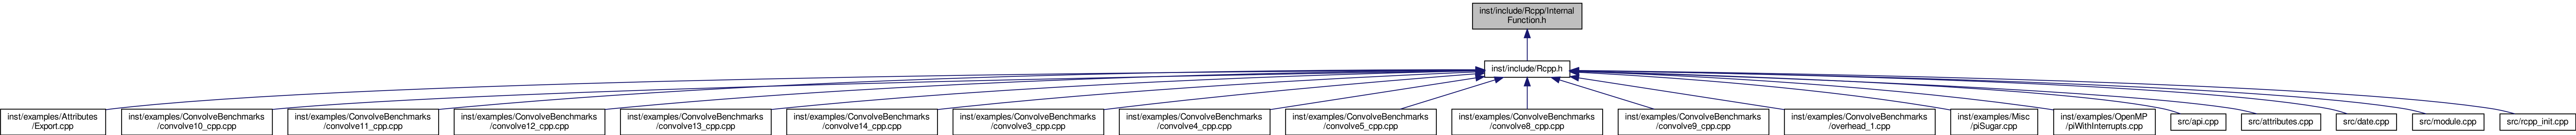 inst/include/Rcpp/Internal
Function.h
inst/include/Rcpp.h
inst/examples/Attributes
/Export.cpp
inst/examples/ConvolveBenchmarks
/convolve10_cpp.cpp
inst/examples/ConvolveBenchmarks
/convolve11_cpp.cpp
inst/examples/ConvolveBenchmarks
/convolve12_cpp.cpp
inst/examples/ConvolveBenchmarks
/convolve13_cpp.cpp
inst/examples/ConvolveBenchmarks
/convolve14_cpp.cpp
inst/examples/ConvolveBenchmarks
/convolve3_cpp.cpp
inst/examples/ConvolveBenchmarks
/convolve4_cpp.cpp
inst/examples/ConvolveBenchmarks
/convolve5_cpp.cpp
inst/examples/ConvolveBenchmarks
/convolve8_cpp.cpp
inst/examples/ConvolveBenchmarks
/convolve9_cpp.cpp
inst/examples/ConvolveBenchmarks
/overhead_1.cpp
inst/examples/Misc
/piSugar.cpp
inst/examples/OpenMP
/piWithInterrupts.cpp
src/api.cpp
src/attributes.cpp
src/date.cpp
src/module.cpp
src/rcpp_init.cpp